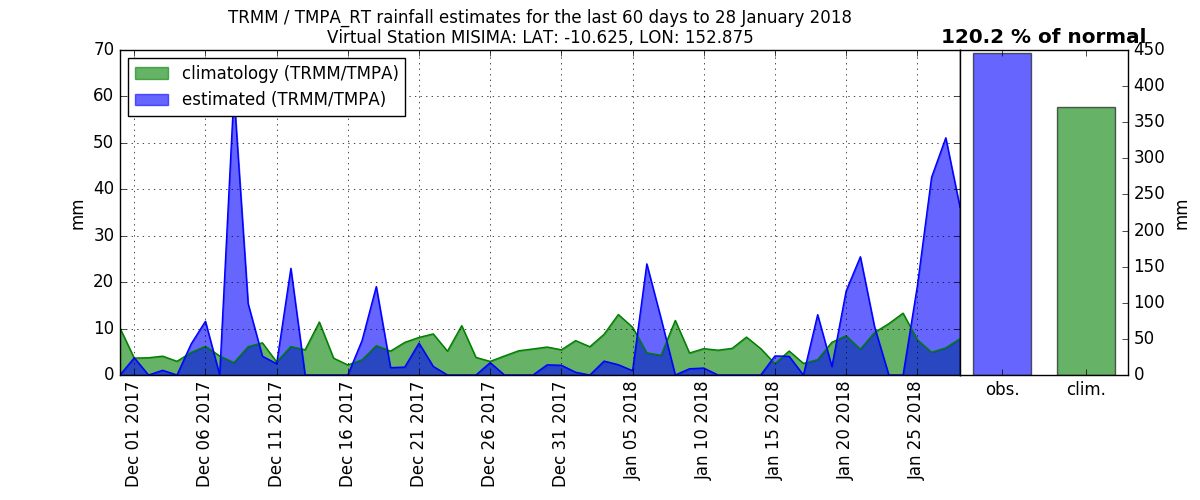 TRMM / TMPA_RT rainfall estimates for the last 60 days to 28 January 2018
Virtual Station MISIMA: LAT: -10.625, LON: 152.875
120.2 % of normal
climatology (TRMM/TMPA)
estimated (TRMM/TMPA)
mm
70
60
50
40
30
20
10
0
Dec 01 2017
Dec 06 2017
Dec 11 2017
Dec 16 2017
Dec 21 2017
Dec 26 2017
Dec 31 2017
Jan 05 2018
Jan 10 2018
Jan 15 2018
Jan 20 2018
Jan 25 2018
obs.
clim.
450
400
350
300
250
200
150
100
50
0
mm